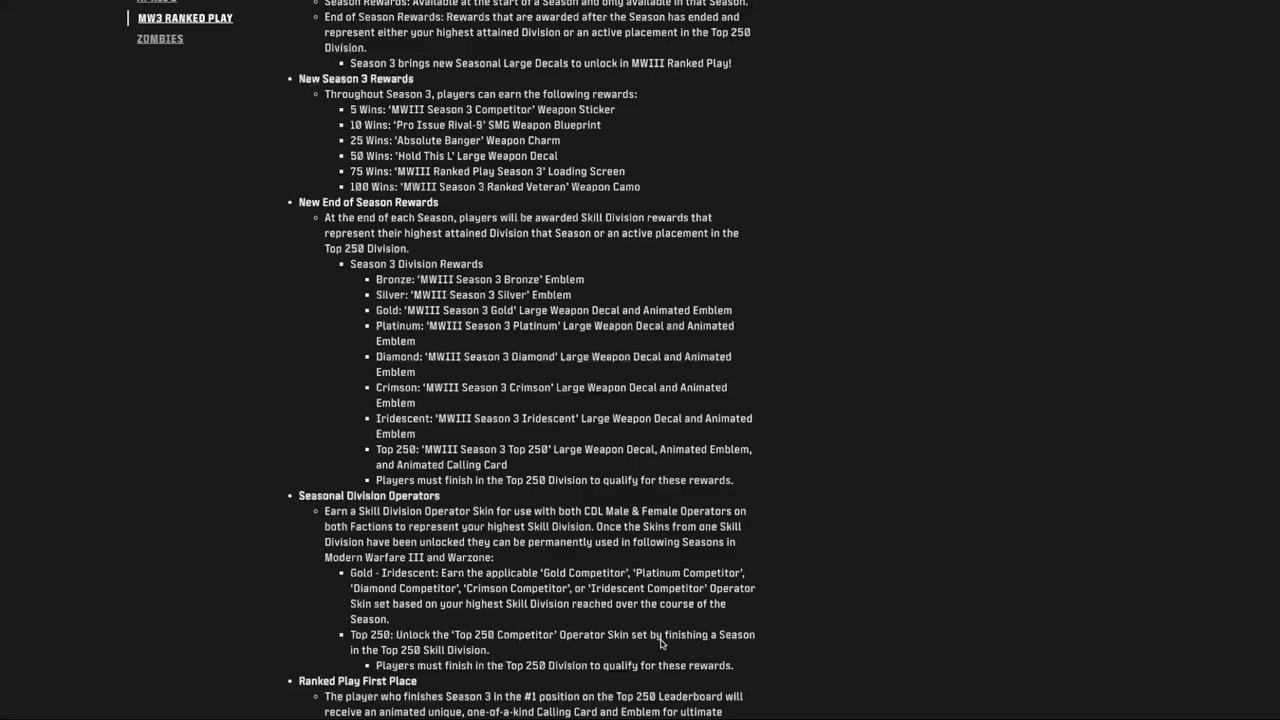 MW3 RANKED PLAY
ZOMBIES
Season Rewards: Available at the start of a Season and only available in that Season.
End of Season Rewards: Rewards that are awarded after the Season has ended and
represent either your highest attained Division or an active placement in the Top 250
Division.
Season 3 brings new Seasonal Large Decals to unlock in MWIII Ranked Play!
New Season 3 Rewards
Throughout Season 3, players can earn the following rewards:
5 Wins: ‘MWIII Season 3 Competitor’ Weapon Sticker
10 Wins: ‘Pro Issue Rival-9’ SMG Weapon Blueprint
25 Wins: ‘Absolute Banger’ Weapon Charm
50 Wins: ‘Hold This L’ Large Weapon Decal
75 Wins: ‘MWIII Ranked Play Season 3’ Loading Screen
100 Wins: ‘MWIII Season 3 Ranked Veteran’ Weapon Camo
New End of Season Rewards
At the end of each Season, players will be awarded Skill Division rewards that
represent their highest attained Division that Season or an active placement in the
Top 250 Division.
Season 3 Division Rewards
Bronze: ‘MWIII Season 3 Bronze’ Emblem
Silver: ‘MWIII Season 3 Silver’ Emblem
Gold: ‘MWIII Season 3 Gold’ Large Weapon Decal and Animated Emblem
Platinum: ‘MWIII Season 3 Platinum’ Large Weapon Decal and Animated
Emblem
Diamond: ‘MWIII Season 3 Diamond’ Large Weapon Decal and Animated
Emblem
Crimson: ‘MWIII Season 3 Crimson’ Large Weapon Decal and Animated
Emblem
Iridescent: ‘MWIII Season 3 Iridescent’ Large Weapon Decal and Animated
Emblem
Top 250: ‘MWIII Season 3 Top 250’ Large Weapon Decal, Animated Emblem,
and Animated Calling Card
Players must finish in the Top 250 Division to qualify for these rewards.
Seasonal Division Operators
Earn a Skill Division Operator Skin for use with both CDL Male & Female Operators on
both Factions to represent your highest Skill Division. Once the Skins from one Skill
Division have been unlocked they can be permanently used in following Seasons in
Modern Warfare III and Warzone:
Gold - Iridescent: Earn the applicable ‘Gold Competitor’, ‘Platinum Competitor’,
‘Diamond Competitor’, ‘Crimson Competitor’, or ‘Iridescent Competitor’ Operator
Skin set based on your highest Skill Division reached over the course of the
Season.
Top 250: Unlock the ‘Top 250 Competitor’ Operator Skin set by finishing a Season
in the Top 250 Skill Division.
Players must finish in the Top 250 Division to qualify for these rewards.
Ranked Play First Place
The player who finishes Season 3 in the #1 position on the Top 250 Leaderboard will
receive an animated unique, one-of-a-kind Calling Card and Emblem for ultimate